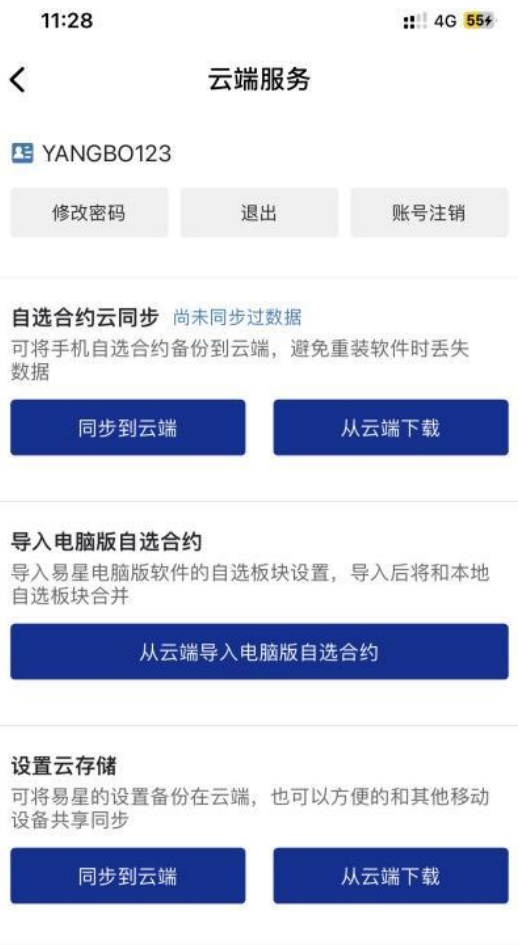 11:28
4G 55
云端服务
YANGBO123
修改密码 退出 账号注销
自选合约云同步 尚未同步过数据
可将手机自选合约备份到云端，避免重装软件时丢失
数据
同步到云端 从云端下载
导入电脑版自选合约
导入易星电脑版软件的自选板块设置，导入后将和本地
自选板块合并
从云端导入电脑版自选合约
设置云存储
可将易星的设置备份在云端，也可以方便的和其他移动
设备共享同步
同步到云端 从云端下载